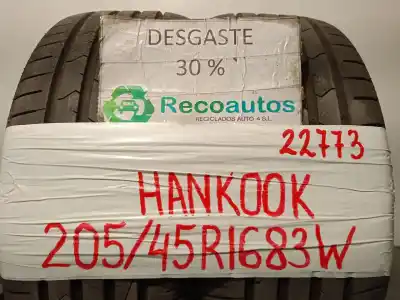 DESGASTE
30 %
Recoautos
RECICLADOS AUTO 4 S.L.
22773
HANKOOK
205/45R1683W